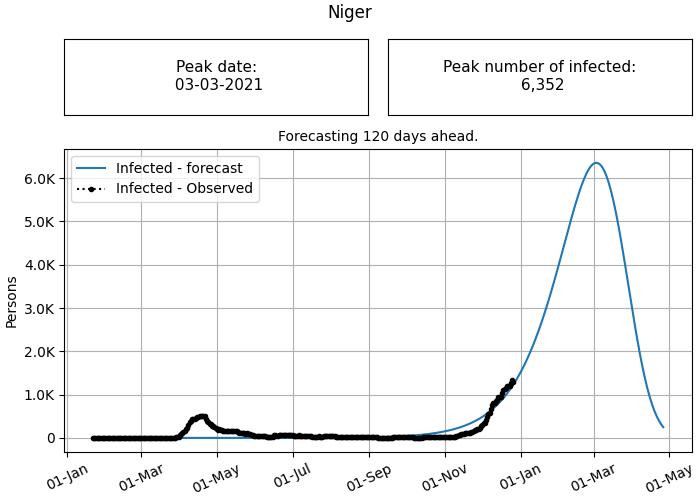 Niger
Peak date:
03-03-2021
Peak number of infected:
6,352
Forecasting 120 days ahead.
Infected - forecast
Infected - Observed
6.0K
5.0K
4.0K
3.0K
2.0K
1.0K
0
Persons
01-Jan
01-Mar
01-May
01-Jul
01-Sep
01-Nov
01-Jan
01-Mar
01-May